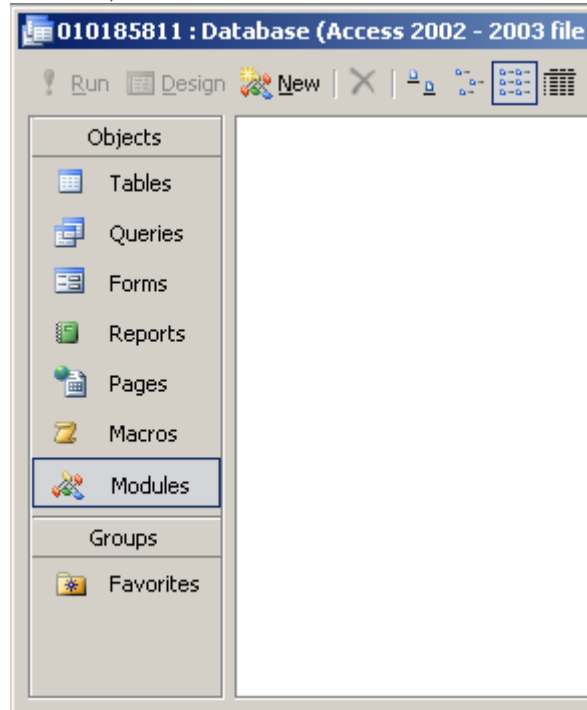 010185811 : Database (Access 2002 - 2003 file
Run Design New
Objects
Tables
Queries
Forms
Reports
Pages
Macros
Modules
Groups
Favorites